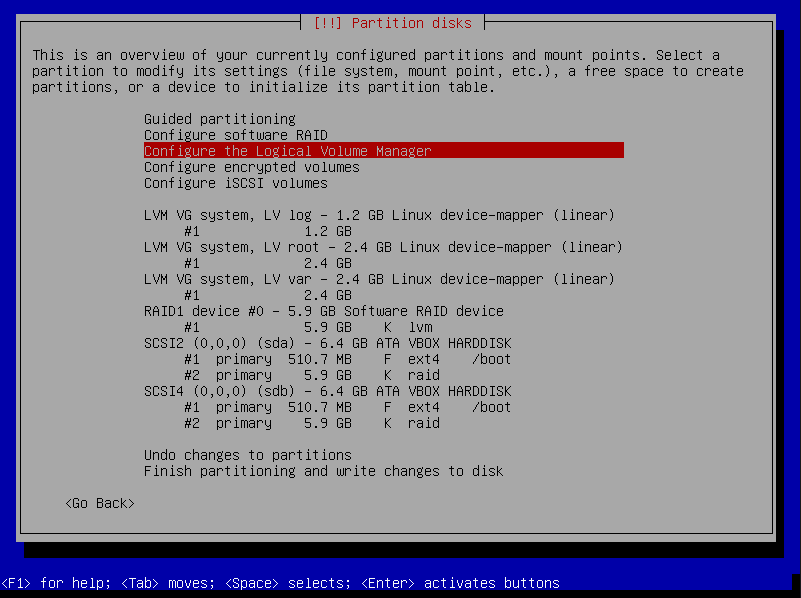 [!!] Partition disks
This is an overview of your currently configured partitions and mount points. Select a
partition to modify its settings (file system, mount point, etc.), a free space to create
partitions, or a device to initialize its partition table.
Guided partitioning
Configure software RAID
Configure the Logical Volume Manager
Configure encrypted volumes
Configure iSCSI volumes
LVM VG system, LV log - 1.2 GB Linux device-mapper (linear)
#1 1.2 GB
LVM VG system, LV root - 2.4 GB Linux device-mapper (linear)
#1 2.4 GB
LVM VG system, LV var - 2.4 GB Linux device-mapper (linear)
#1 2.4 GB
RAID1 device #0 - 5.9 GB Software RAID device
#1 5.9 GB K lvm
SCSI2 (0,0,0) (sda) - 6.4 GB ATA VBOX HARDDISK
#1 primary 510.7 MB F ext4 /boot
#2 primary 5.9 GB K raid
SCSI4 (0,0,0) (sdb) - 6.4 GB ATA VBOX HARDDISK
#1 primary 510.7 MB F ext4 /boot
#2 primary 5.9 GB K raid
Undo changes to partitions
Finish partitioning and write changes to disk
<Go Back>
<F1> for help; <Tab> moves; <Space> selects; <Enter> activates buttons